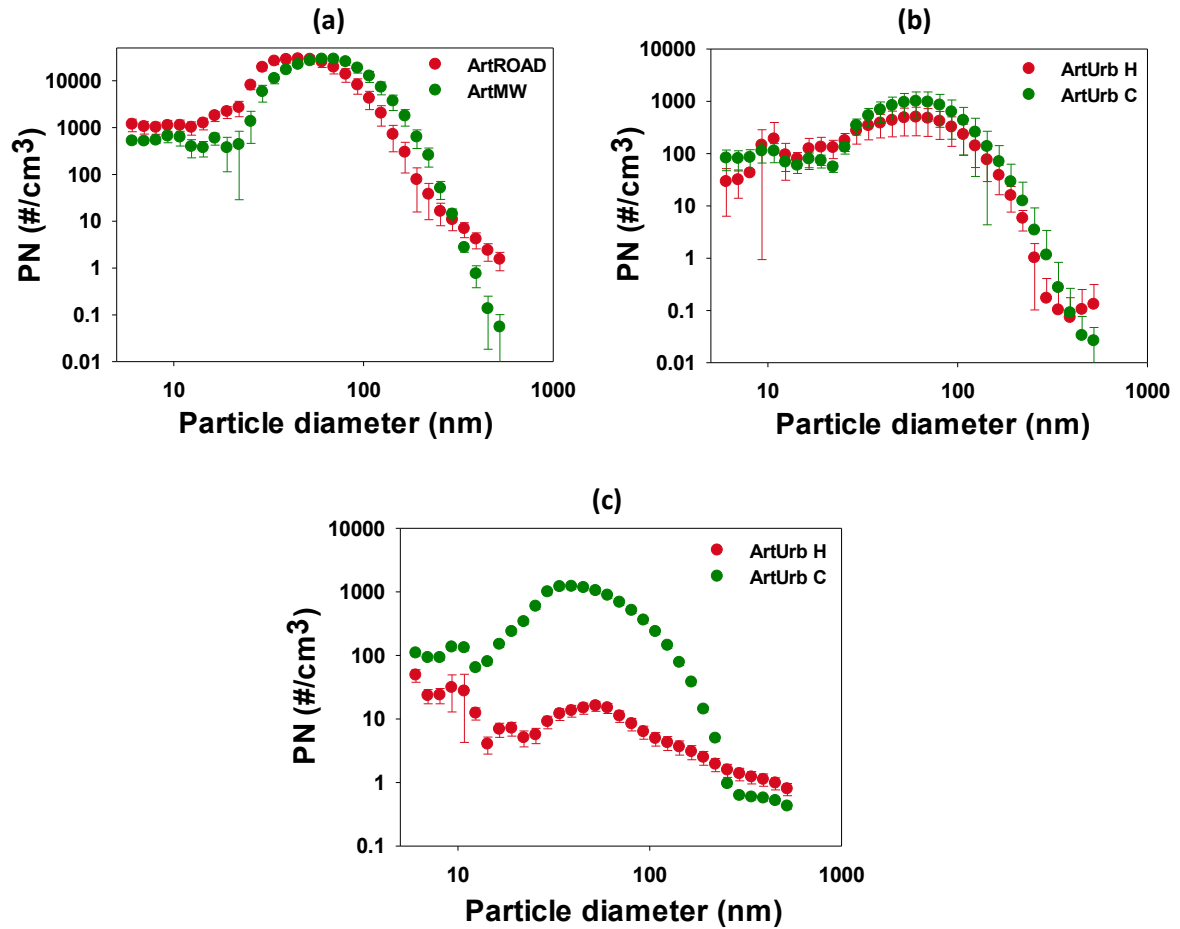 (a)
10000
1000
100
10
1
0.1
0.01
PN (#/cm3)
ArtROAD
ArtMW
10 100 1000
Particle diameter (nm)
(b)
10000
1000
100
10
1
0.1
0.01
PN (#/cm3)
ArtUrb H
ArtUrb C
10 100 1000
Particle diameter (nm)
(c)
10000
1000
100
10
1
0.1
PN (#/cm3)
ArtUrb H
ArtUrb C
10 100 1000
Particle diameter (nm)